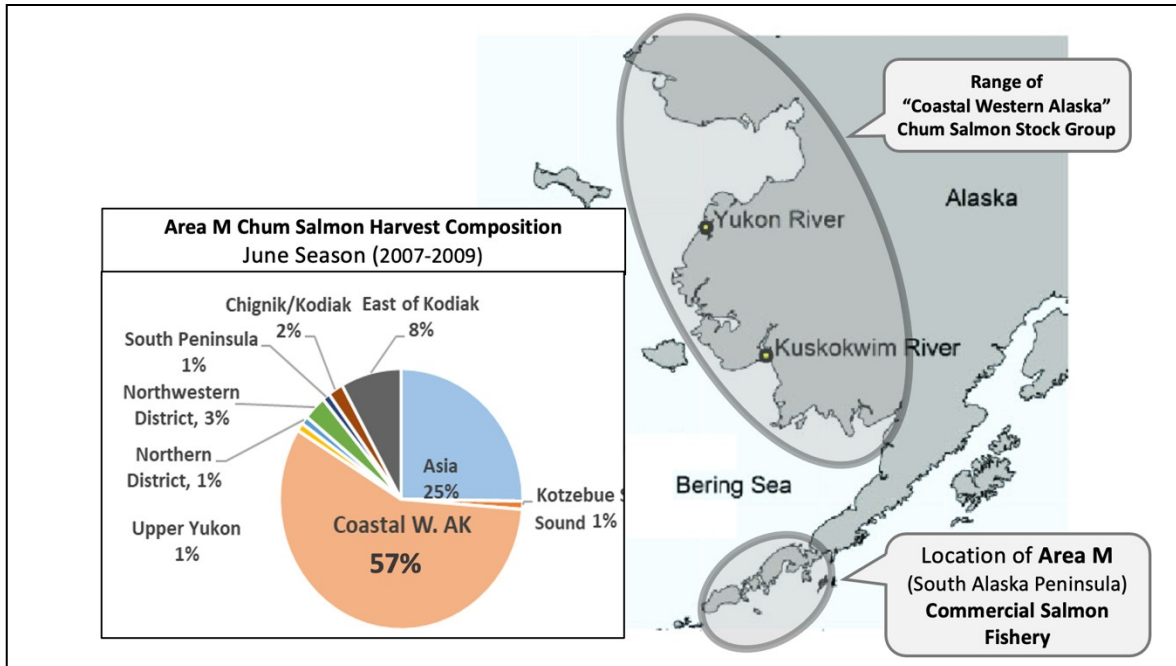 Range of
“Coastal Western Alaska”
Chum Salmon Stock Group
Alaska
Yukon River
Kuskokwim River
Bering Sea
Location of Area M
(South Alaska Peninsula)
Commercial Salmon
Fishery
Area M Chum Salmon Harvest Composition
June Season (2007-2009)
Chignik/Kodiak
2%
East of Kodiak
8%
South Peninsula
1%
Northwestern
District, 3%
Northern
District, 1%
Upper Yukon
1%
Asia
25%
Kotzebue S
Sound 1%
Coastal W. AK
57%